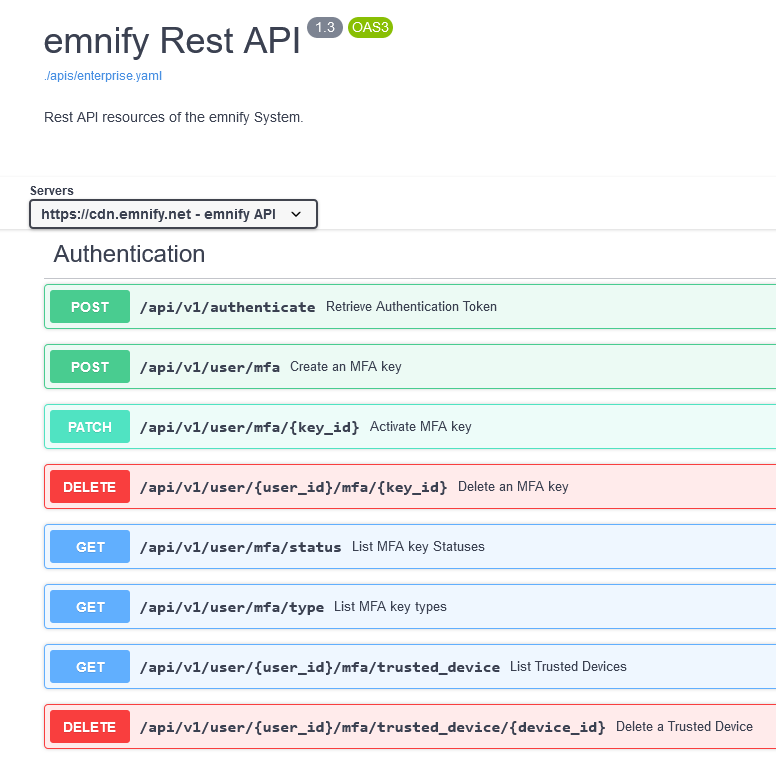 emnify Rest API 1.3 OAS3
./apis/enterprise.yaml
Rest API resources of the emnify System.
Servers
https://cdn.emnify.net - emnify API
Authentication
POST /api/v1/authenticate Retrieve Authentication Token
POST /api/v1/user/mfa Create an MFA key
PATCH /api/v1/user/mfa/{key_id} Activate MFA key
DELETE /api/v1/user/{user_id}/mfa/{key_id} Delete an MFA key
GET /api/v1/user/mfa/status List MFA key Statuses
GET /api/v1/user/mfa/type List MFA key types
GET /api/v1/user/{user_id}/mfa/trusted_device List Trusted Devices
DELETE /api/v1/user/{user_id}/mfa/trusted_device/{device_id} Delete a Trusted Device